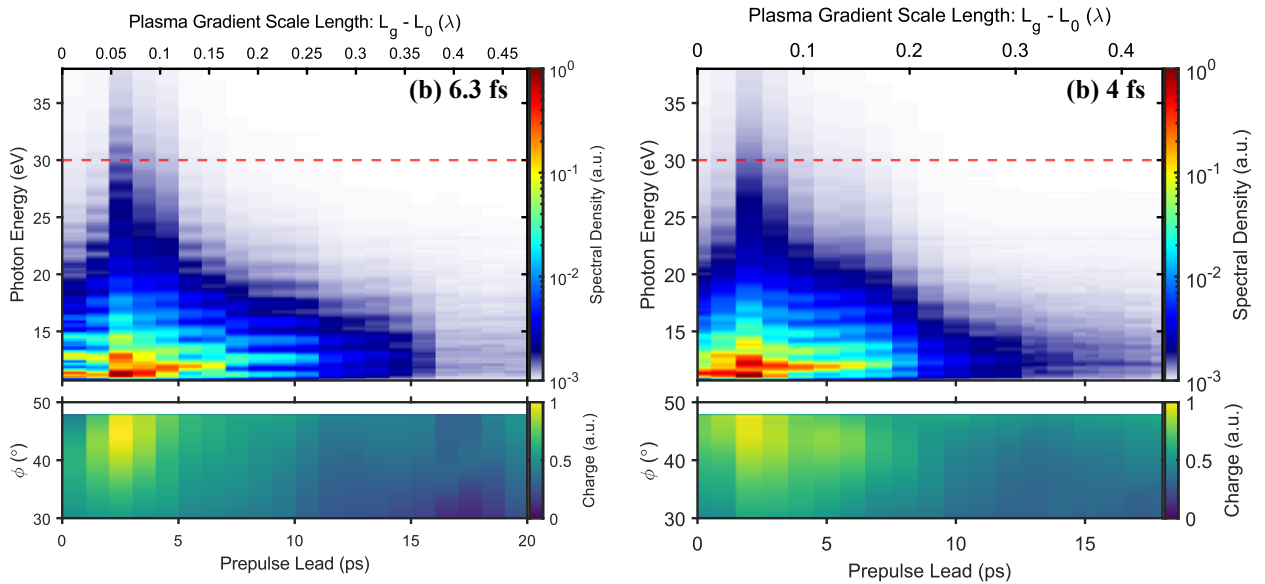 Plasma Gradient Scale Length: L_g - L_0 (λ)
0 0.05 0.1 0.15 0.2 0.25 0.3 0.35 0.4 0.45
(b) 6.3 fs
35
30
25
20
15
Photon Energy (eV)
10^0
10^-1
10^-2
10^-3
Spectral Density (a.u.)
50
40
30
ϕ (°)
1
0.5
0
Charge (a.u.)
0 5 10 15 20
Prepulse Lead (ps)
Plasma Gradient Scale Length: L_g - L_0 (λ)
0 0.1 0.2 0.3 0.4
(b) 4 fs
35
30
25
20
15
Photon Energy (eV)
10^0
10^-1
10^-2
10^-3
Spectral Density (a.u.)
50
40
30
ϕ (°)
1
0.5
0
Charge (a.u.)
0 5 10 15
Prepulse Lead (ps)